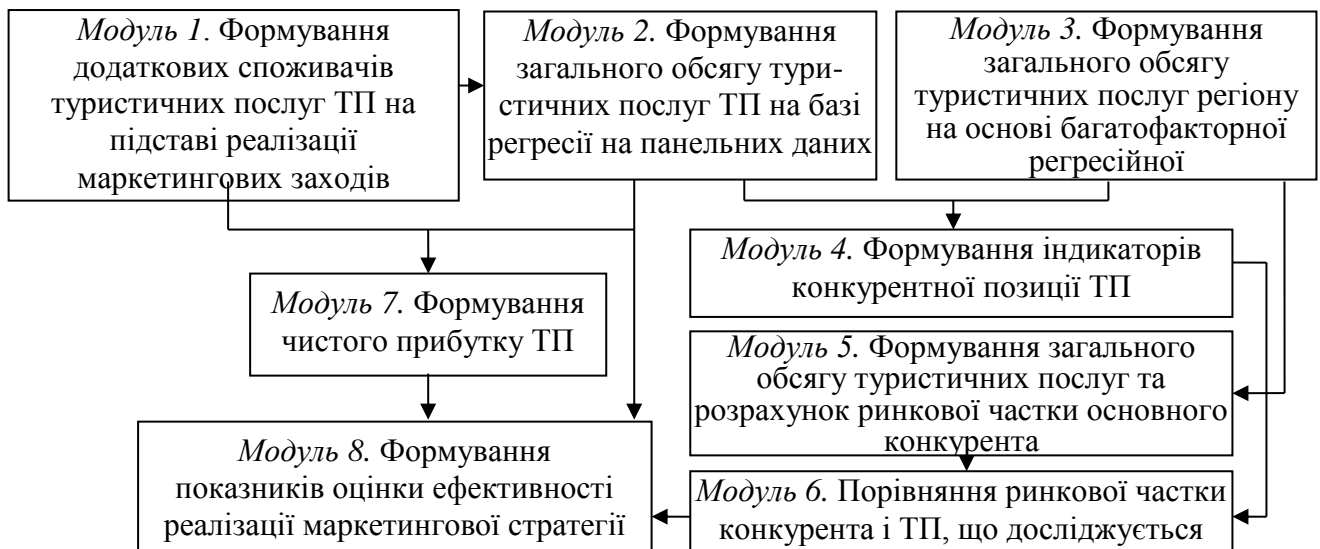 Модуль 1. Формування
додаткових споживачів
туристичних послуг ТП на
підставі реалізації
маркетингових заходів
Модуль 2. Формування
загального обсягу тури-
стичних послуг ТП на базі
регресії на панельних даних
Модуль 3. Формування
загального обсягу
туристичних послуг регіону
на основі багатофакторної
регресійної
Модуль 4. Формування індикаторів
конкурентної позиції ТП
Модуль 7. Формування
чистого прибутку ТП
Модуль 5. Формування загального
обсягу туристичних послуг та
розрахунок ринкової частки основного
конкурента
Модуль 8. Формування
показників оцінки ефективності
реалізації маркетингової стратегії
Модуль 6. Порівняння ринкової частки
конкурента і ТП, що досліджується